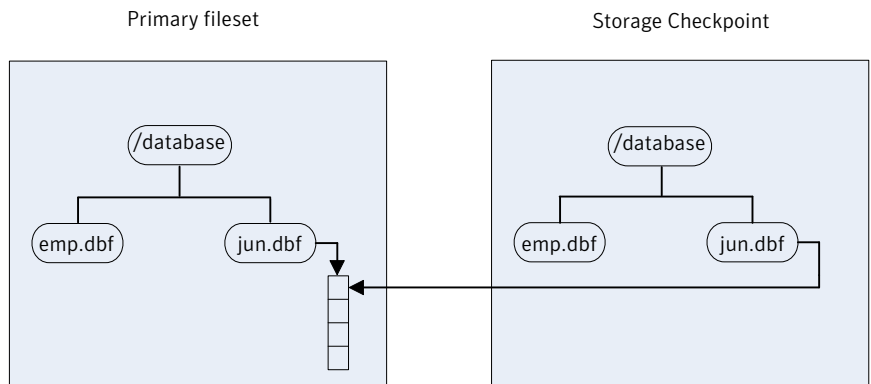 Primary fileset
Storage Checkpoint
/database
/database
emp.dbf
jun.dbf
emp.dbf
jun.dbf